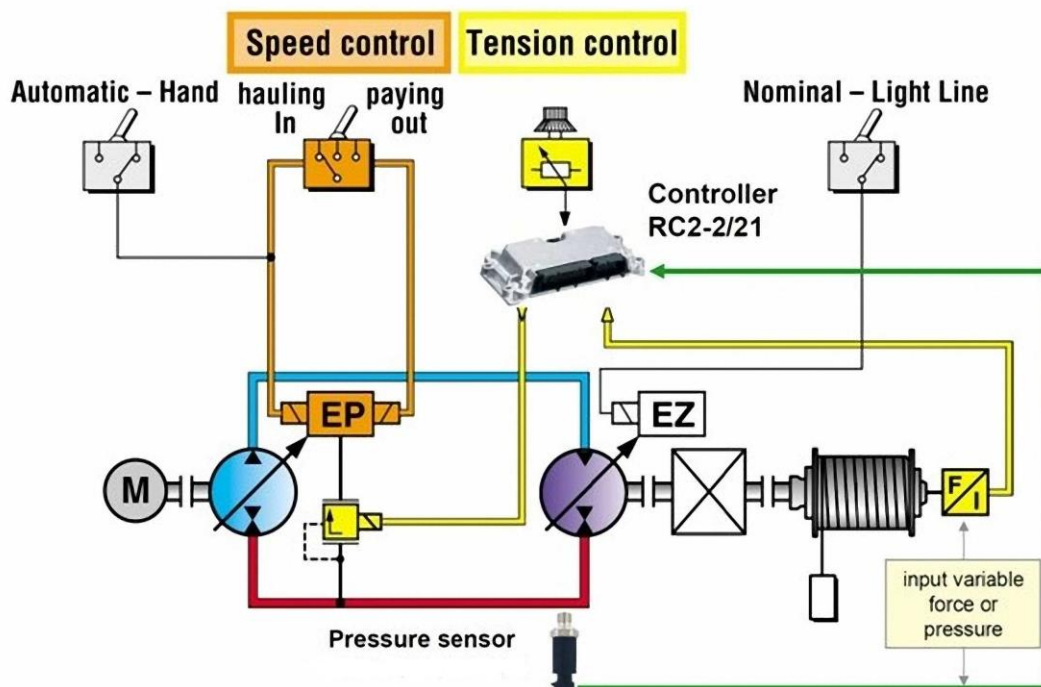 Speed control
Tension control
Automatic – Hand
hauling
In
paying
out
Nominal – Light Line
Controller
RC2-2/21
EP
EZ
M
F
I
input variable
force or
pressure
Pressure sensor